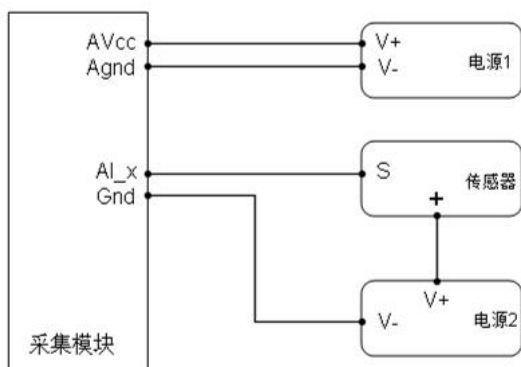 AVcc
V+
电源1
Agnd
V-
AI_x
S
传感器
Gnd
+
V+
V-
电源2
采集模块